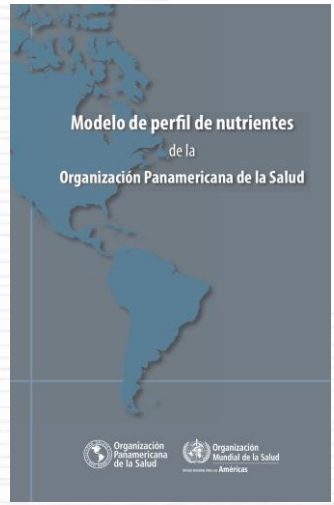 Modelo de perfil de nutrientes
de la
Organización Panamericana de la Salud
Organización
Panamericana
de la Salud
Organización
Mundial de la Salud
Américas